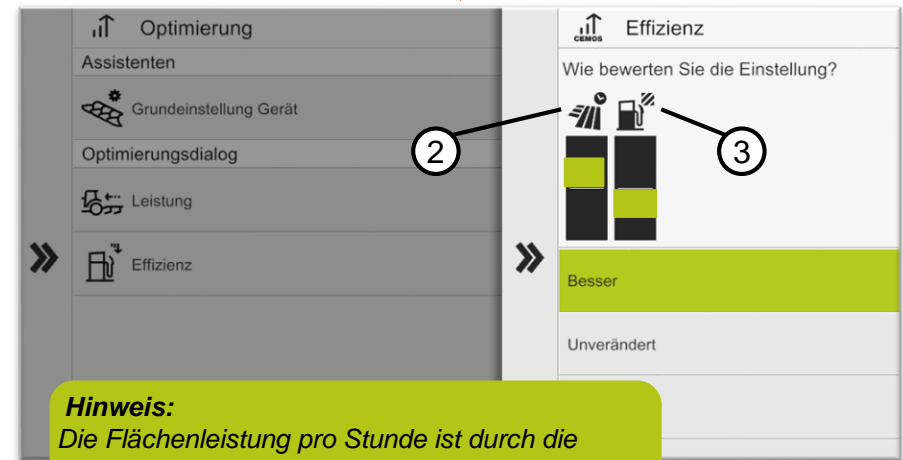 Optimierung
Assistenten
Grundeinstellung Gerät
Optimierungsdialog
Leistung
Effizienz
CEMOS
Effizienz
Wie bewerten Sie die Einstellung?
2
3
Besser
Unverändert
Hinweis:
Die Flächenleistung pro Stunde ist durch die